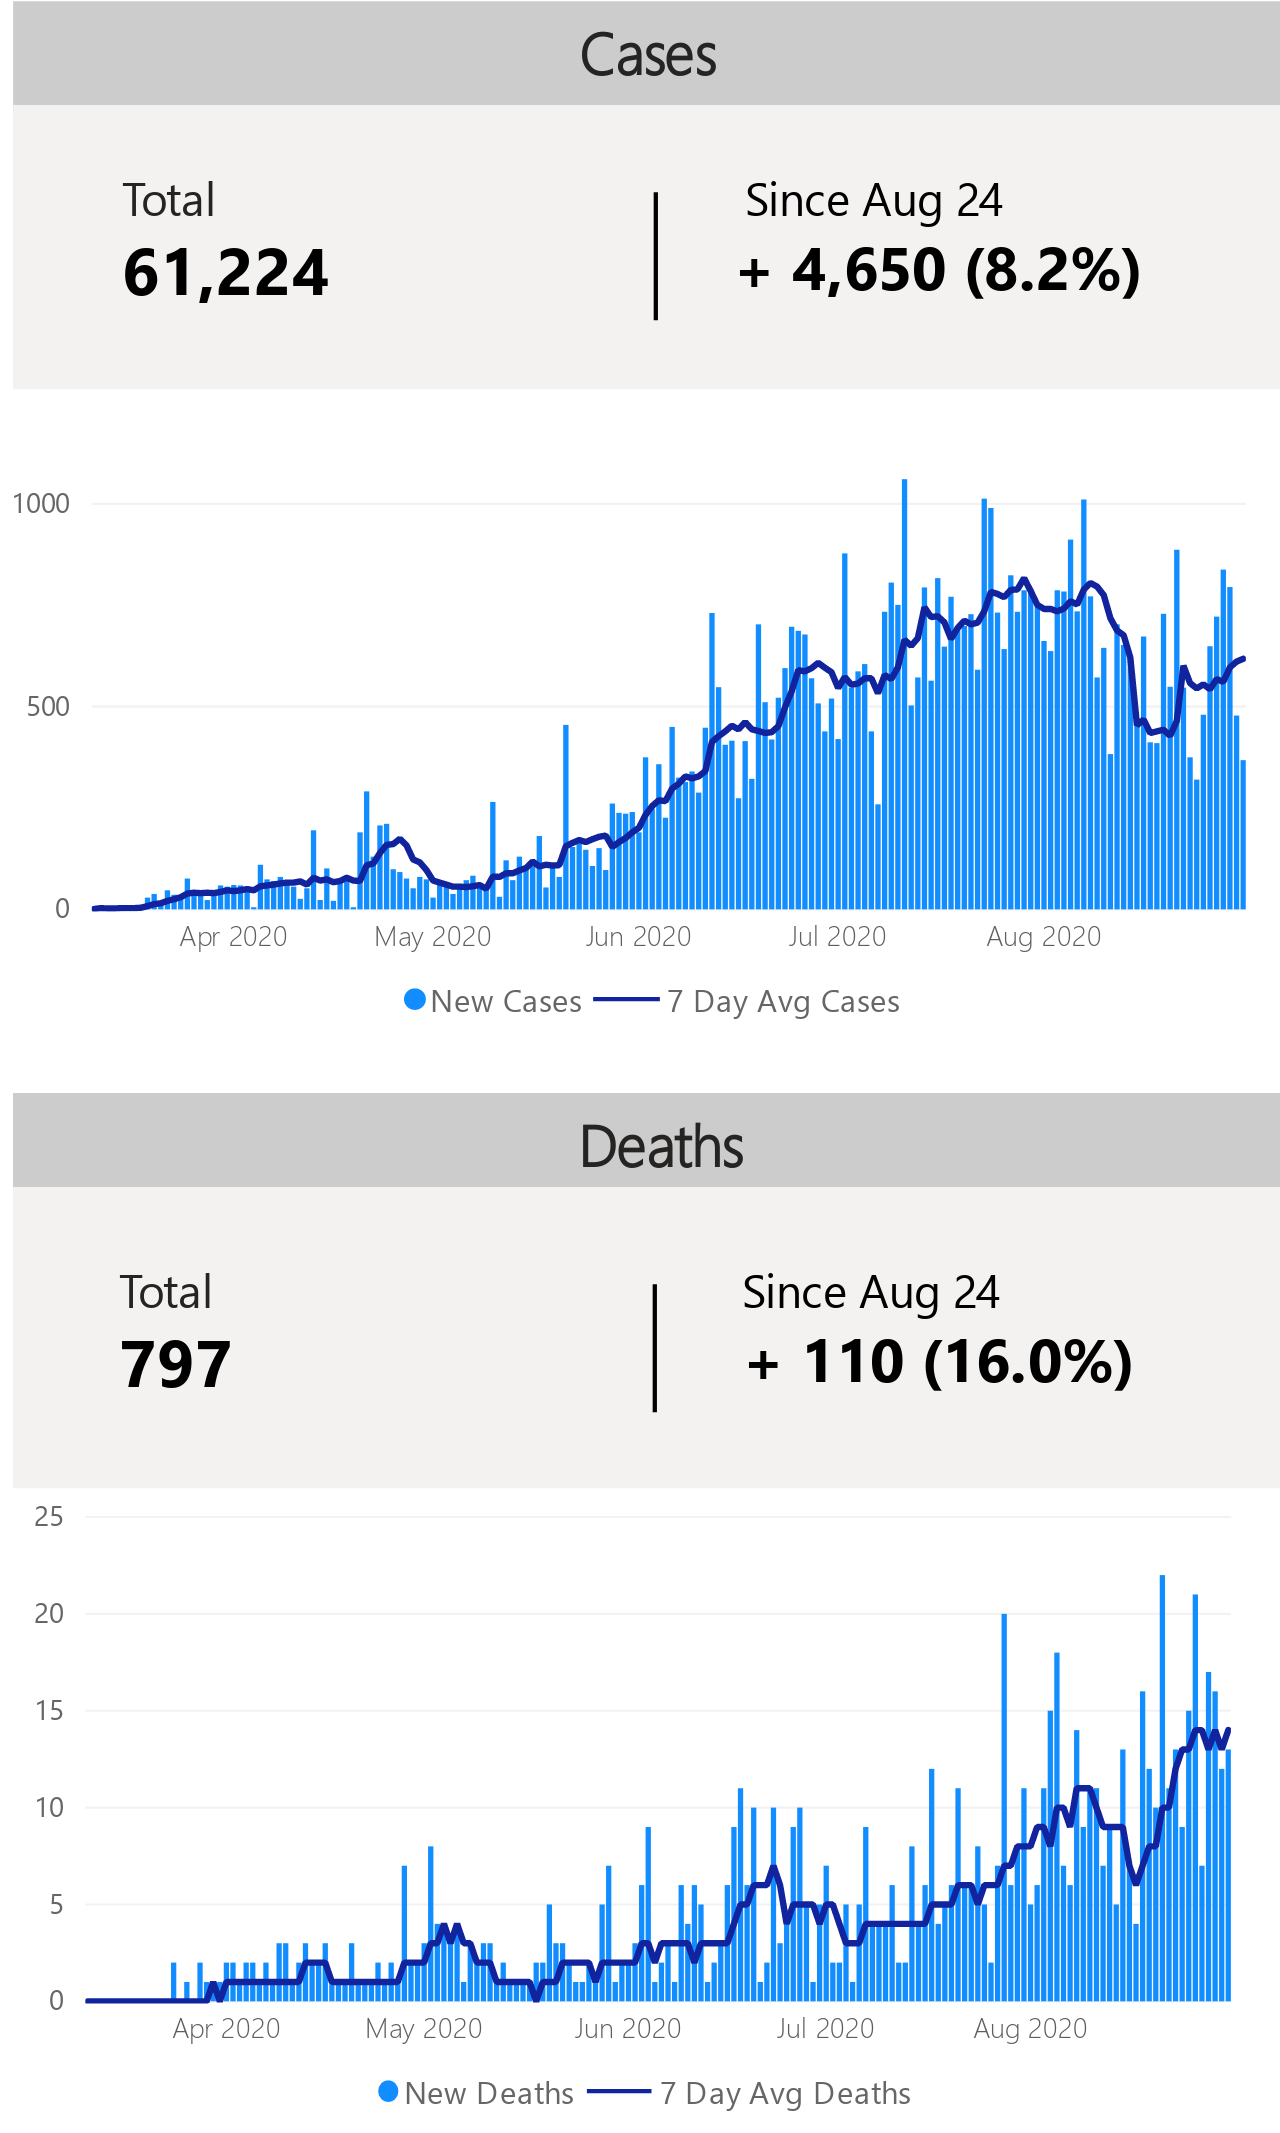 Cases
Total
Since Aug 24
61,224
+ 4,650 (8.2%)
1000
500
0
Apr 2020 May 2020 Jun 2020 Jul 2020 Aug 2020
New Cases 7 Day Avg Cases
Deaths
Total
Since Aug 24
797
+ 110 (16.0%)
25
20
15
10
5
0
Apr 2020 May 2020 Jun 2020 Jul 2020 Aug 2020
New Deaths 7 Day Avg Deaths